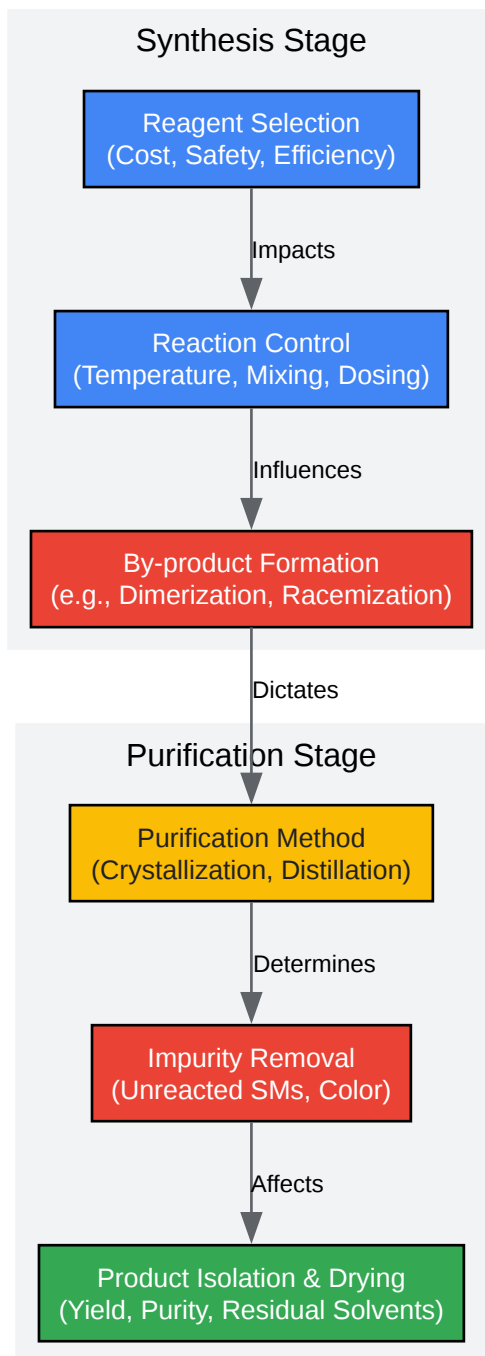 Synthesis Stage
Reagent Selection
(Cost, Safety, Efficiency)
Impacts
Reaction Control
(Temperature, Mixing, Dosing)
Influences
By-product Formation
(e.g., Dimerization, Racemization)
Dictates
Purification Stage
Purification Method
(Crystallization, Distillation)
Determines
Impurity Removal
(Unreacted SMs, Color)
Affects
Product Isolation & Drying
(Yield, Purity, Residual Solvents)